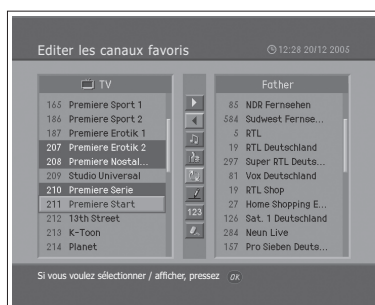 Editer les canaux favoris
12:28 20/12 2005
TV
165 Premiere Sport 1
186 Premiere Sport 2
187 Premiere Erotik 1
207 Premiere Erotik 2
208 Premiere Nostal...
209 Studio Universal
210 Premiere Serie
211 Premiere Start
212 13th Street
213 K-Toon
214 Planet
123
Father
85 NDR Fernsehen
584 Sudwest Fernse...
5 RTL
19 RTL Deutschland
297 Super RTL Deuts...
81 Vox Deutschland
19 RTL Shop
27 Home Shopping E...
126 Sat. 1 Deutschland
284 Neun Live
157 Pro Sieben Deuts...
Si vous voulez sélectionner / afficher, pressez OK